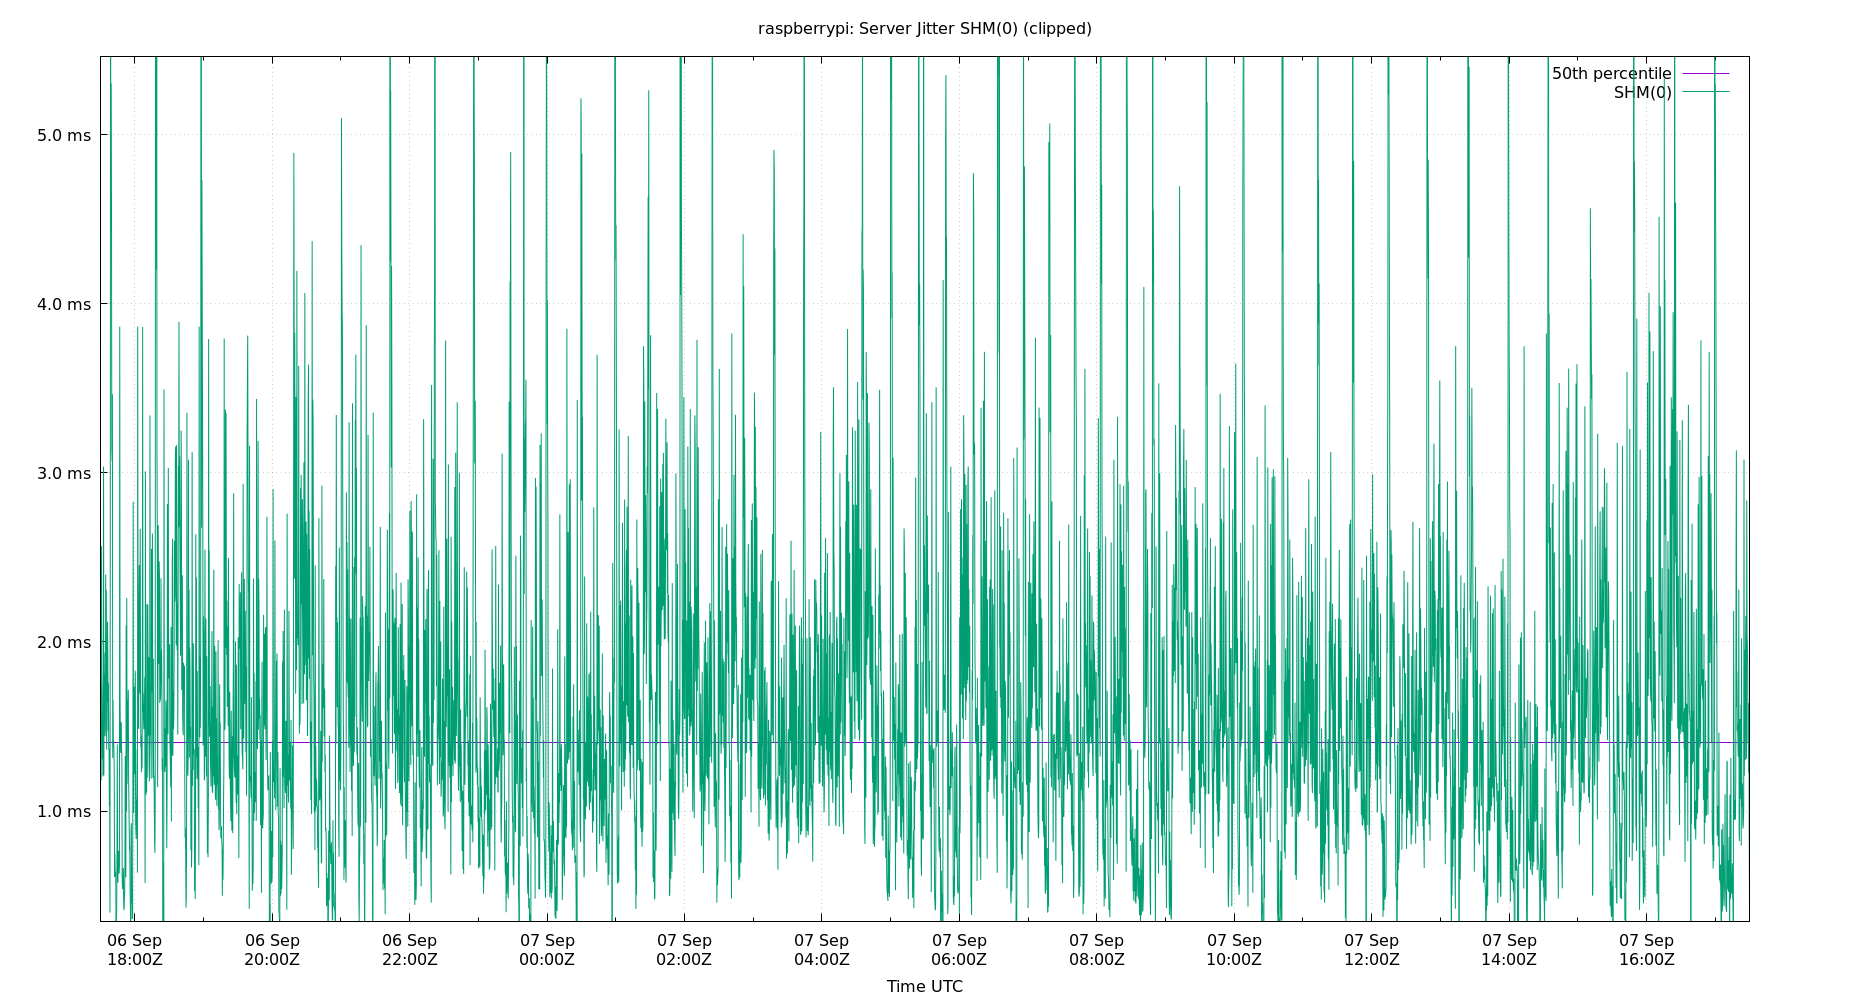 raspberrypi: Server Jitter SHM(0) (clipped)
50th percentile
SHM(0)
5.0 ms
4.0 ms
3.0 ms
2.0 ms
1.0 ms
06 Sep 06 Sep 06 Sep 07 Sep 07 Sep 07 Sep 07 Sep 07 Sep 07 Sep 07 Sep 07 Sep 07 Sep
18:00Z 20:00Z 22:00Z 00:00Z 02:00Z 04:00Z 06:00Z 08:00Z 10:00Z 12:00Z 14:00Z 16:00Z
Time UTC